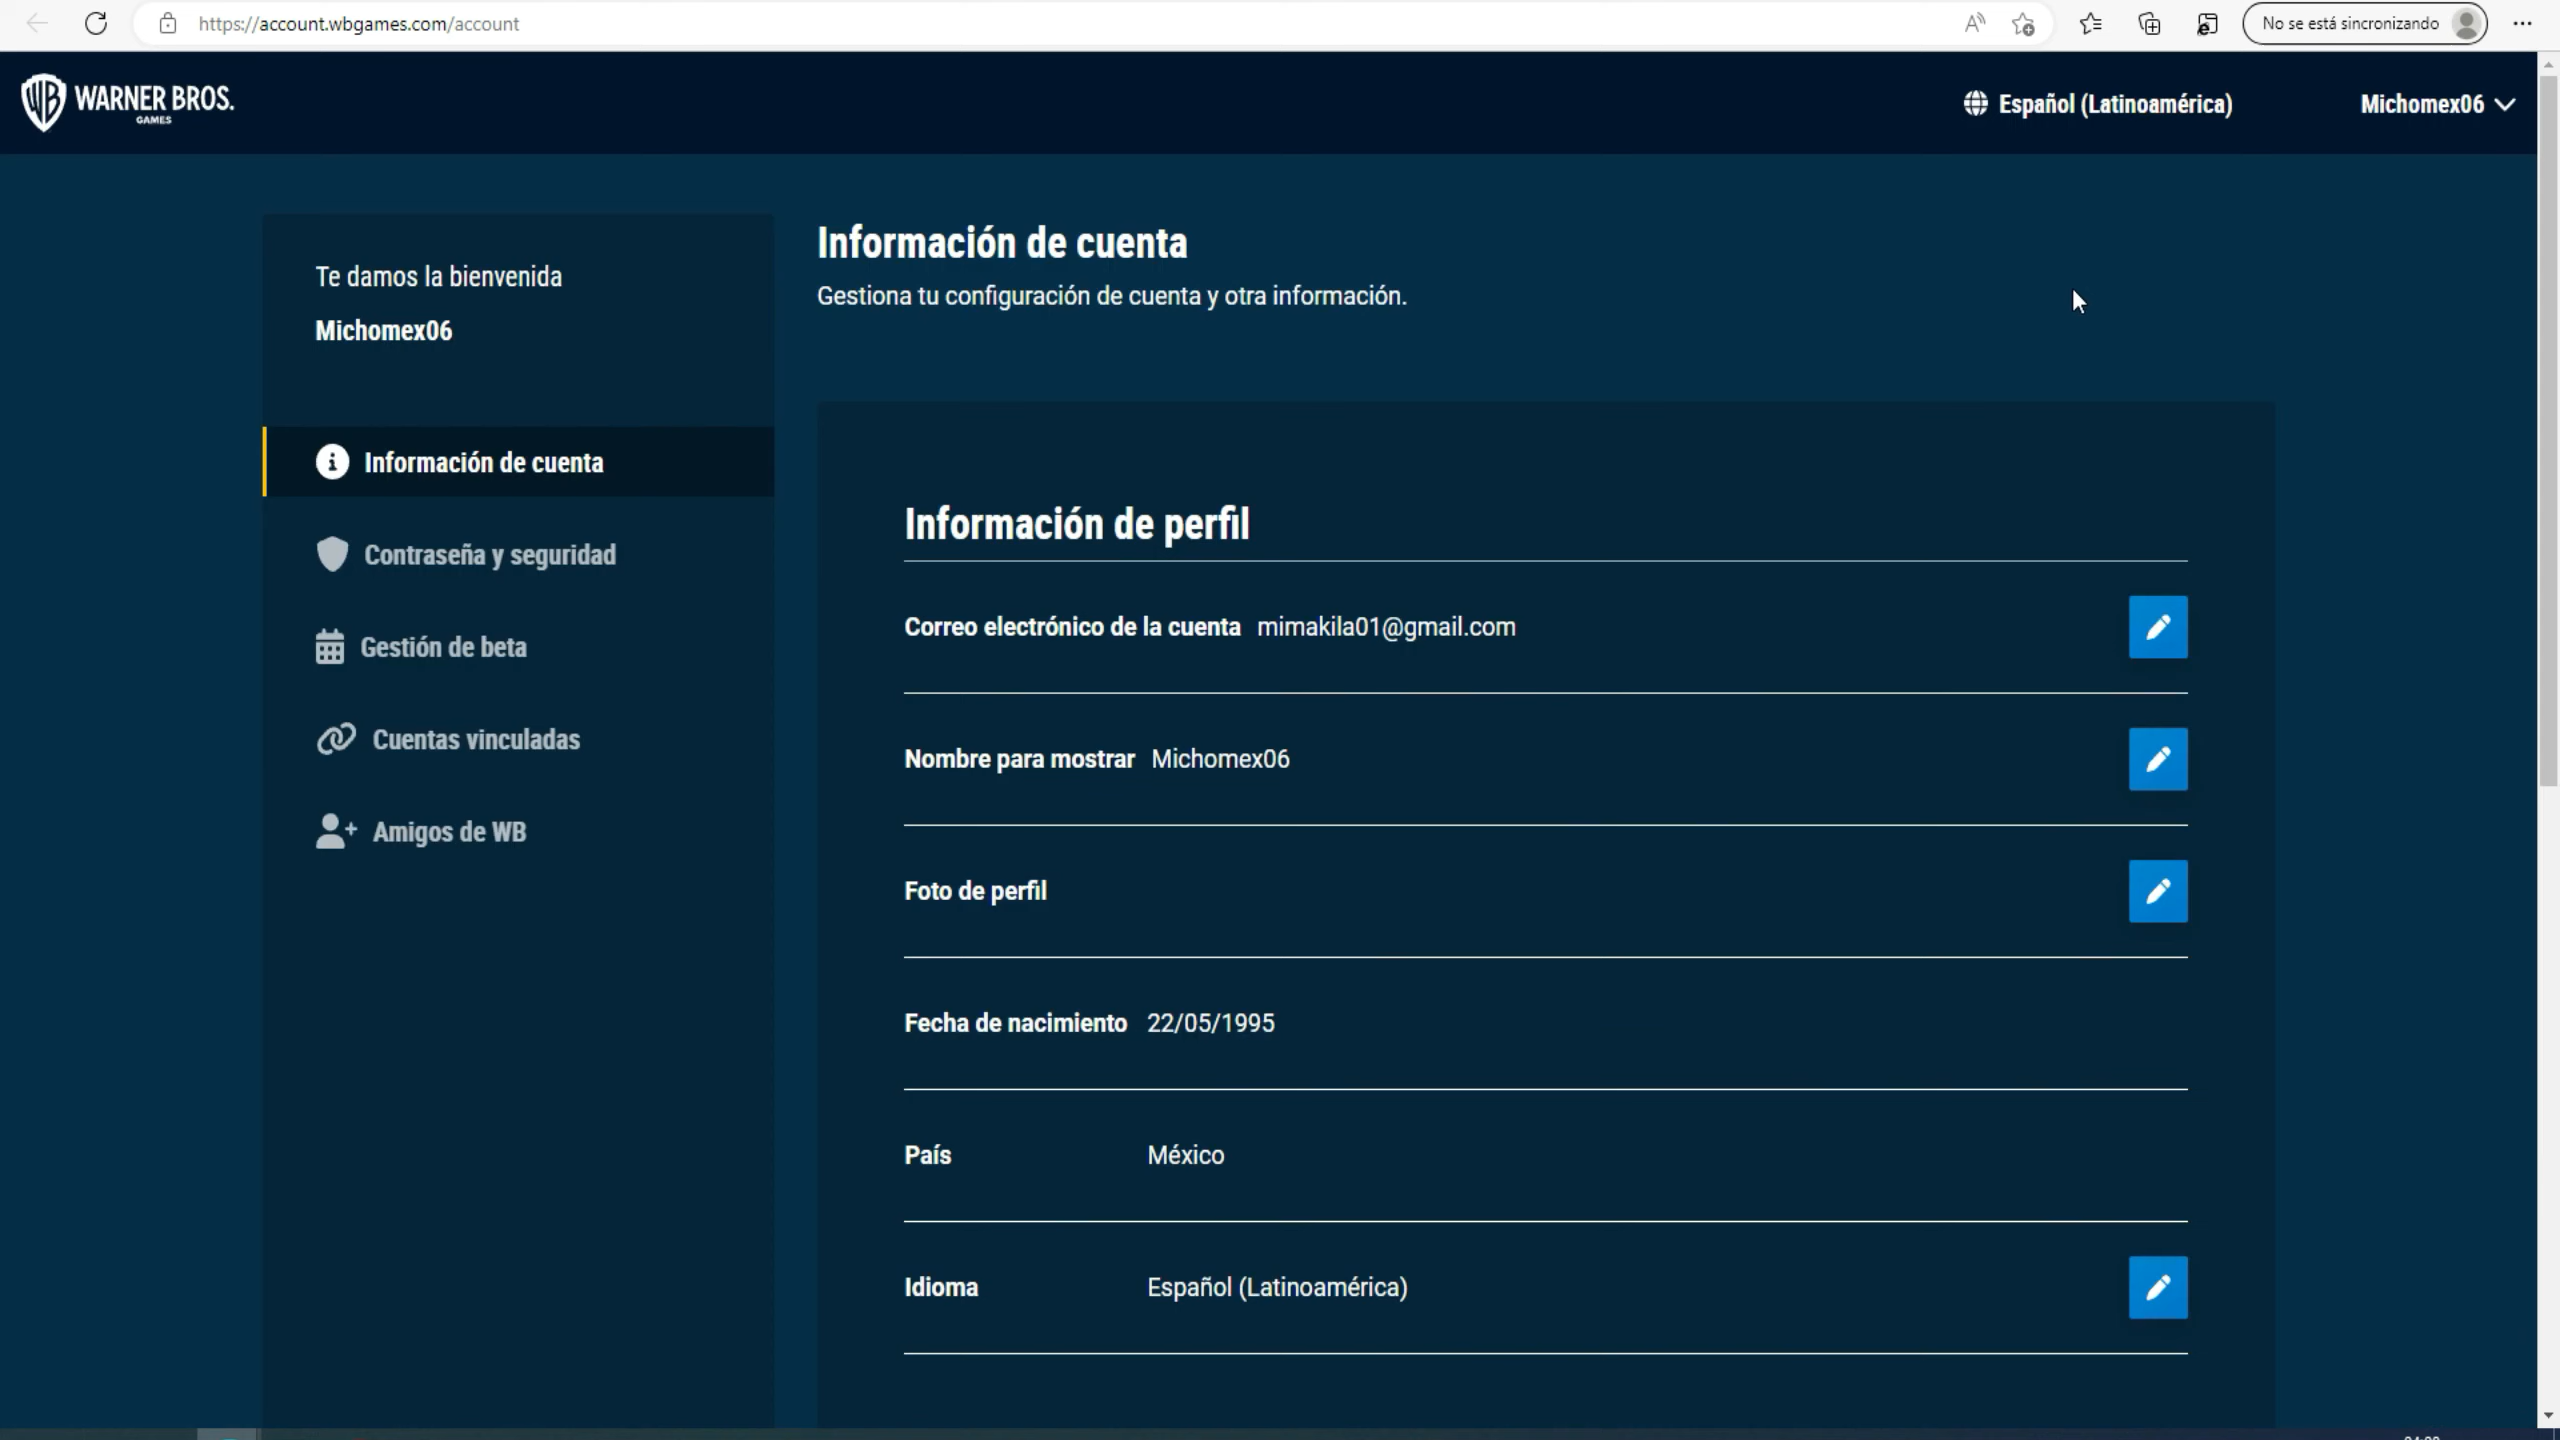 https://account.wbgames.com/account
No se está sincronizando
WARNER BROS.
GAMES
Español (Latinoamérica)
Michomex06
Te damos la bienvenida
Michomex06
Información de cuenta
Contraseña y seguridad
Gestión de beta
Cuentas vinculadas
Amigos de WB
Información de cuenta
Gestiona tu configuración de cuenta y otra información.
Información de perfil
Correo electrónico de la cuenta mimakila01@gmail.com
Nombre para mostrar Michomex06
Foto de perfil
Fecha de nacimiento 22/05/1995
País México
Idioma Español (Latinoamérica)